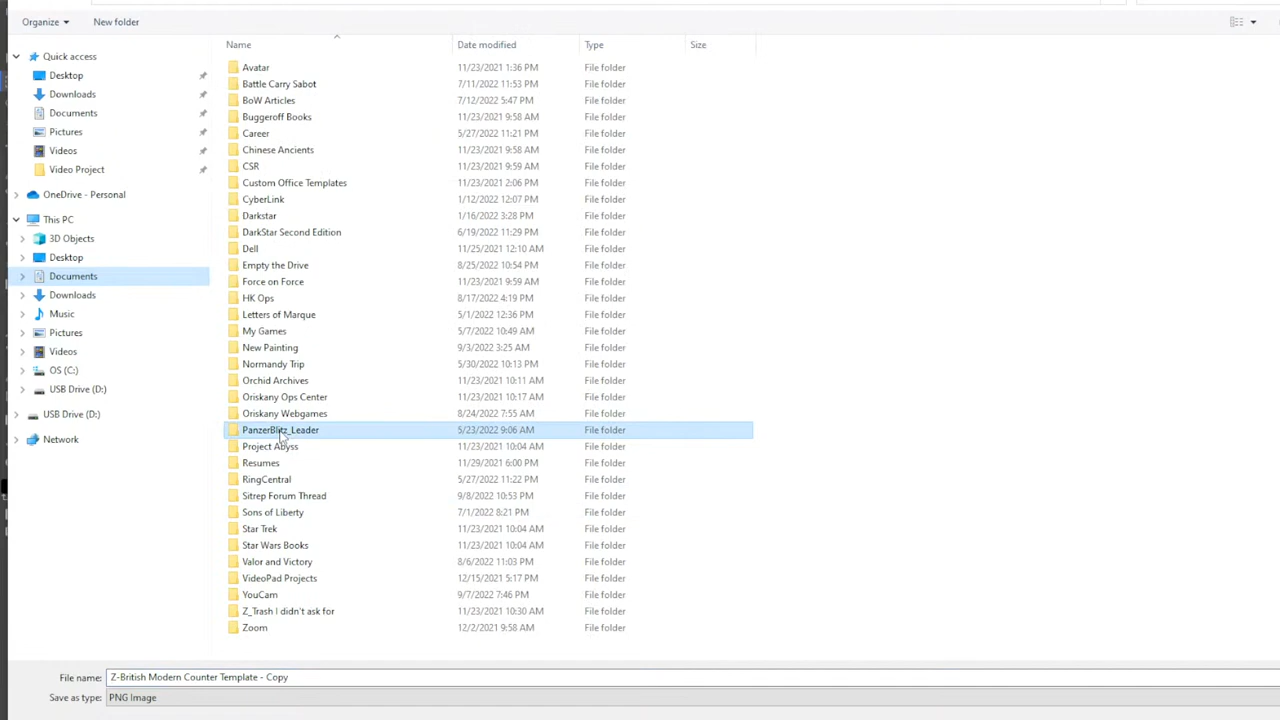 Organize New folder
Name Date modified Type Size
Quick access
Desktop
Downloads
Documents
Pictures
Videos
Video Project
OneDrive - Personal
This PC
3D Objects
Desktop
Documents
Downloads
Music
Pictures
Videos
OS (C:)
USB Drive (D:)
USB Drive (D:)
Network
Avatar 11/23/2021 1:36 PM File folder
Battle Carry Sabot 7/11/2022 11:53 PM File folder
BoW Articles 7/12/2022 5:47 PM File folder
Buggeroff Books 11/23/2021 9:58 AM File folder
Career 5/27/2022 11:21 PM File folder
Chinese Ancients 11/23/2021 9:58 AM File folder
CSR 11/23/2021 9:59 AM File folder
Custom Office Templates 11/23/2021 2:06 PM File folder
CyberLink 1/12/2022 12:07 PM File folder
Darkstar 1/16/2022 3:28 PM File folder
DarkStar Second Edition 6/19/2022 11:29 PM File folder
Dell 11/25/2021 12:10 AM File folder
Empty the Drive 8/25/2022 10:54 PM File folder
Force on Force 11/23/2021 9:59 AM File folder
HK Ops 8/17/2022 4:19 PM File folder
Letters of Marque 5/1/2022 12:36 PM File folder
My Games 5/7/2022 10:49 AM File folder
New Painting 9/3/2022 3:25 AM File folder
Normandy Trip 5/30/2022 10:13 PM File folder
Orchid Archives 11/23/2021 10:11 AM File folder
Oriskany Ops Center 11/23/2021 10:17 AM File folder
Oriskany Webgames 8/24/2022 7:55 AM File folder
PanzerBlitz_Leader 5/23/2022 9:06 AM File folder
Project Abyss 11/23/2021 10:04 AM File folder
Resumes 11/29/2021 6:00 PM File folder
RingCentral 5/27/2022 11:22 PM File folder
Sitrep Forum Thread 9/8/2022 10:53 PM File folder
Sons of Liberty 7/1/2022 8:21 PM File folder
Star Trek 11/23/2021 10:04 AM File folder
Star Wars Books 11/23/2021 10:04 AM File folder
Valor and Victory 8/6/2022 11:03 PM File folder
VideoPad Projects 12/15/2021 5:17 PM File folder
YouCam 9/7/2022 7:46 PM File folder
Z_Trash I didn't ask for 11/23/2021 10:30 AM File folder
Zoom 12/2/2021 9:58 AM File folder
File name: Z-British Modern Counter Template - Copy
Save as type: PNG Image